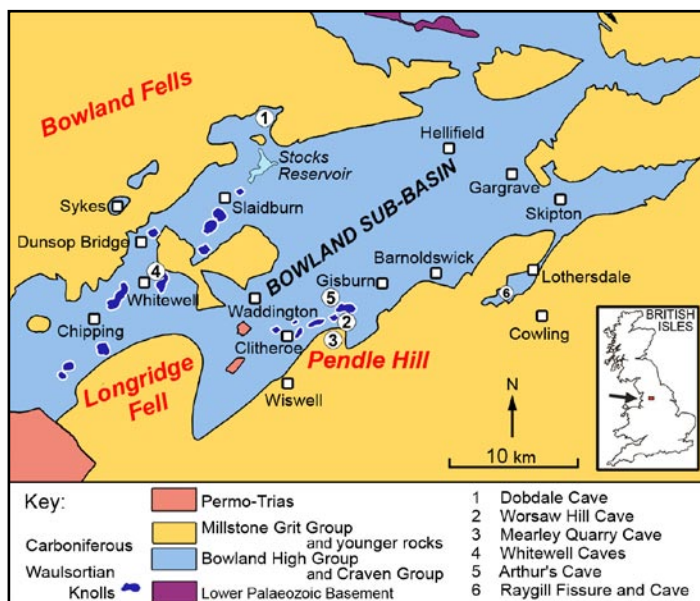 Bowland Fells
1
Stocks
Reservoir
Hellifield
Gargrave
Skipton
Sykes
Slaidburn
Dunsop Bridge
BOWLAND SUB-BASIN
4
Whitewell
Barnoldswick
Lothersdale
Gisburn
5
6
Waddington
Chipping
2
Cowling
Clitheroe
3
Pendle Hill
Longridge
Fell
Wiswell
N
10 km
BRITISH
ISLES
Key:
Carboniferous
Waulsortian
Knolls
Permo-Trias
Millstone Grit Group
and younger rocks
Bowland High Group
and Craven Group
Lower Palaeozoic Basement
1 Dobdale Cave
2 Worsaw Hill Cave
3 Mearley Quarry Cave
4 Whitewell Caves
5 Arthur's Cave
6 Raygill Fissure and Cave